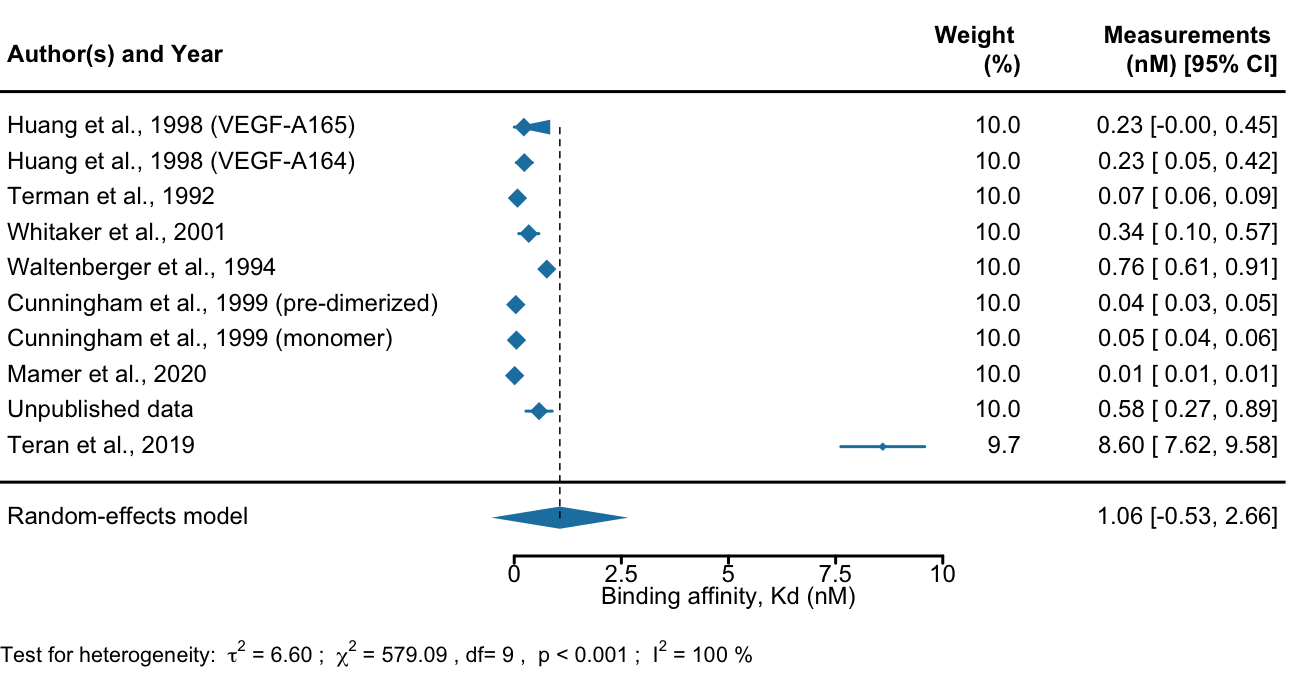 Author(s) and Year Weight (%) Measurements (nM) [95% CI]
Huang et al., 1998 (VEGF-A165) 10.0 0.23 [-0.00, 0.45]
Huang et al., 1998 (VEGF-A164) 10.0 0.23 [ 0.05, 0.42]
Terman et al., 1992 10.0 0.07 [ 0.06, 0.09]
Whitaker et al., 2001 10.0 0.34 [ 0.10, 0.57]
Waltenberger et al., 1994 10.0 0.76 [ 0.61, 0.91]
Cunningham et al., 1999 (pre-dimerized) 10.0 0.04 [ 0.03, 0.05]
Cunningham et al., 1999 (monomer) 10.0 0.05 [ 0.04, 0.06]
Mamer et al., 2020 10.0 0.01 [ 0.01, 0.01]
Unpublished data 10.0 0.58 [ 0.27, 0.89]
Teran et al., 2019 9.7 8.60 [ 7.62, 9.58]
Random-effects model 1.06 [-0.53, 2.66]
0 2.5 5 7.5 10
Binding affinity, Kd (nM)
Test for heterogeneity: τ² = 6.60 ; χ² = 579.09 , df= 9 , p < 0.001 ; I² = 100 %